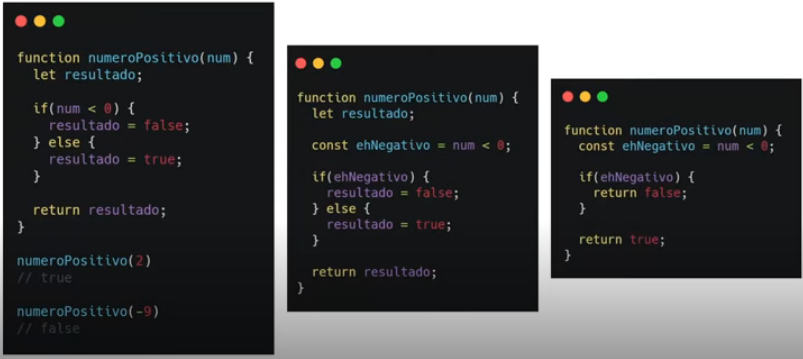 function numeroPositivo(num) {
  let resultado;

  if(num < 0) {
    resultado = false;
  } else {
    resultado = true;
  }

  return resultado;
}

numeroPositivo(2)
// true

numeroPositivo(-9)
// false

function numeroPositivo(num) {
  let resultado;

  const ehNegativo = num < 0;

  if(ehNegativo) {
    resultado = false;
  } else {
    resultado = true;
  }

  return resultado;
}

function numeroPositivo(num) {
  const ehNegativo = num < 0;

  if(ehNegativo) {
    return false;
  }

  return true;
}